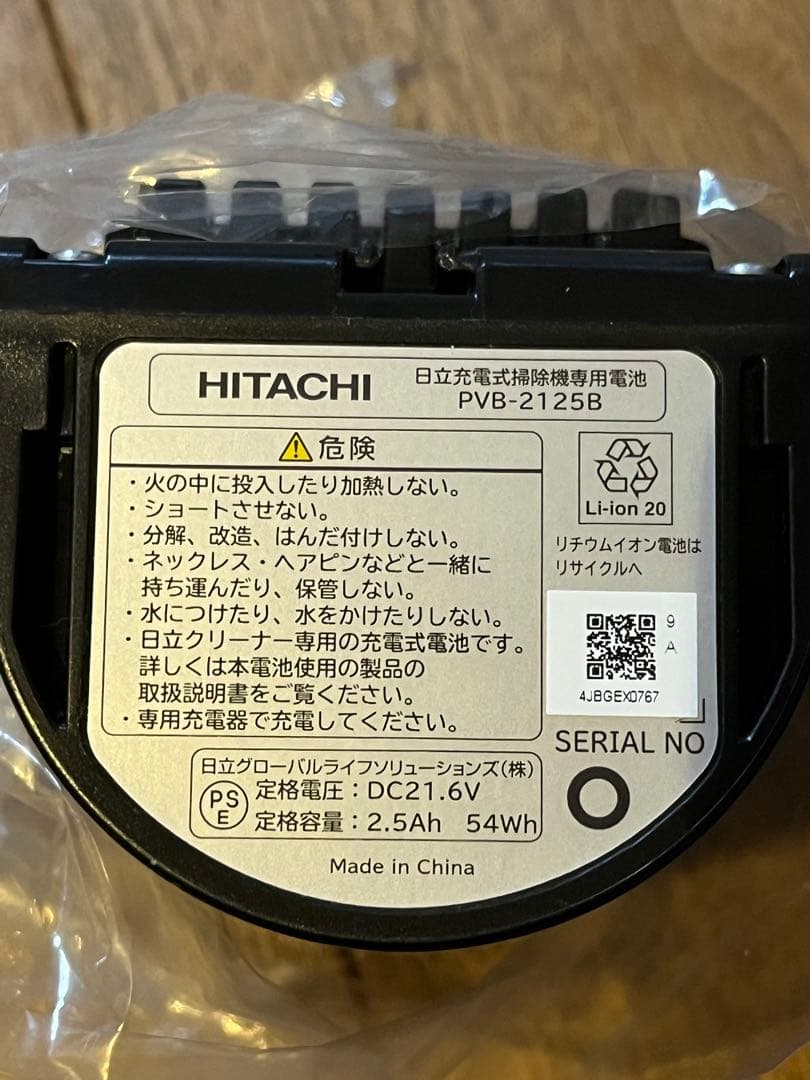 HITACHI
日立充電式掃除機専用電池
PVB-2125B
危険
・火の中に投入したり加熱しない。
・ショートさせない。
・分解、改造、はんだ付けしない。
・ネックレス・ヘアピンなどと一緒に
持ち運んだり、保管しない。
・水につけたり、水をかけたりしない。
・日立クリーナー専用の充電式電池です。
詳しくは本電池使用の製品の
取扱説明書をご覧ください。
・専用充電器で充電してください。
Li-ion 20
リチウムイオン電池は
リサイクルへ
9
A
4JBGEX0767
SERIAL NO
日立グローバルライフソリューションズ(株)
PS
E
定格電圧：DC21.6V
定格容量：2.5Ah 54Wh
Made in China